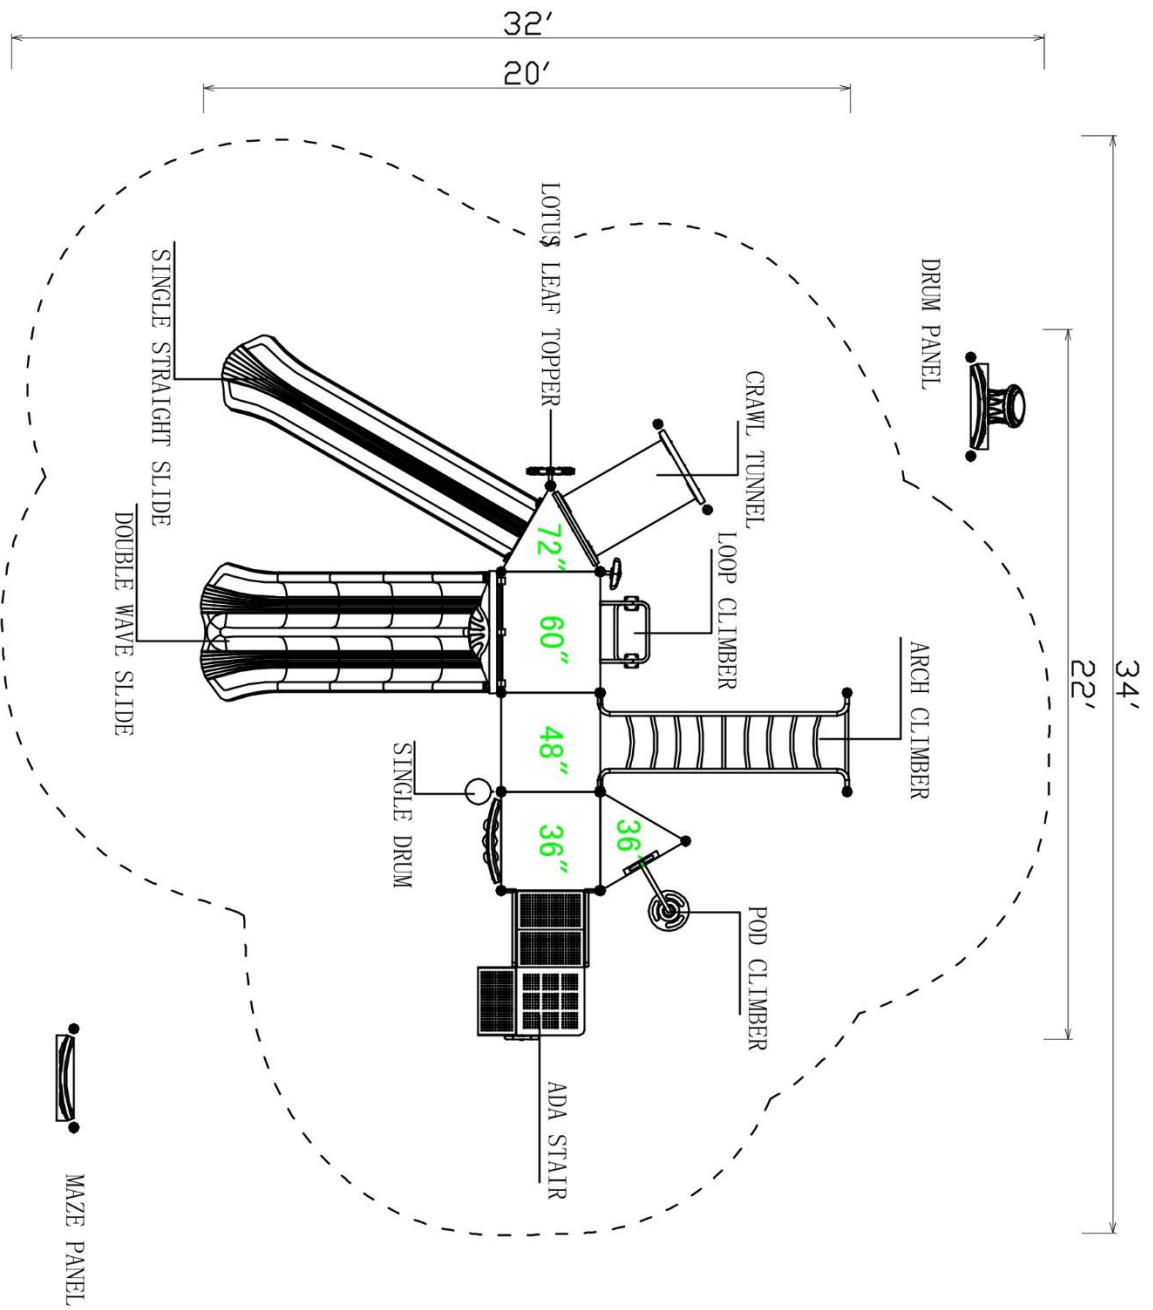 32'
20'
34'
22'
LOTUS LEAF TOPPER
SINGLE STRAIGHT SLIDE
DRUM PANEL
CRAWL TUNNEL
DOUBLE WAVE SLIDE
LOOP CLIMBER
ARCH CLIMBER
72"
60"
48"
36"
36"
SINGLE DRUM
POD CLIMBER
ADA STAIR
MAZE PANEL